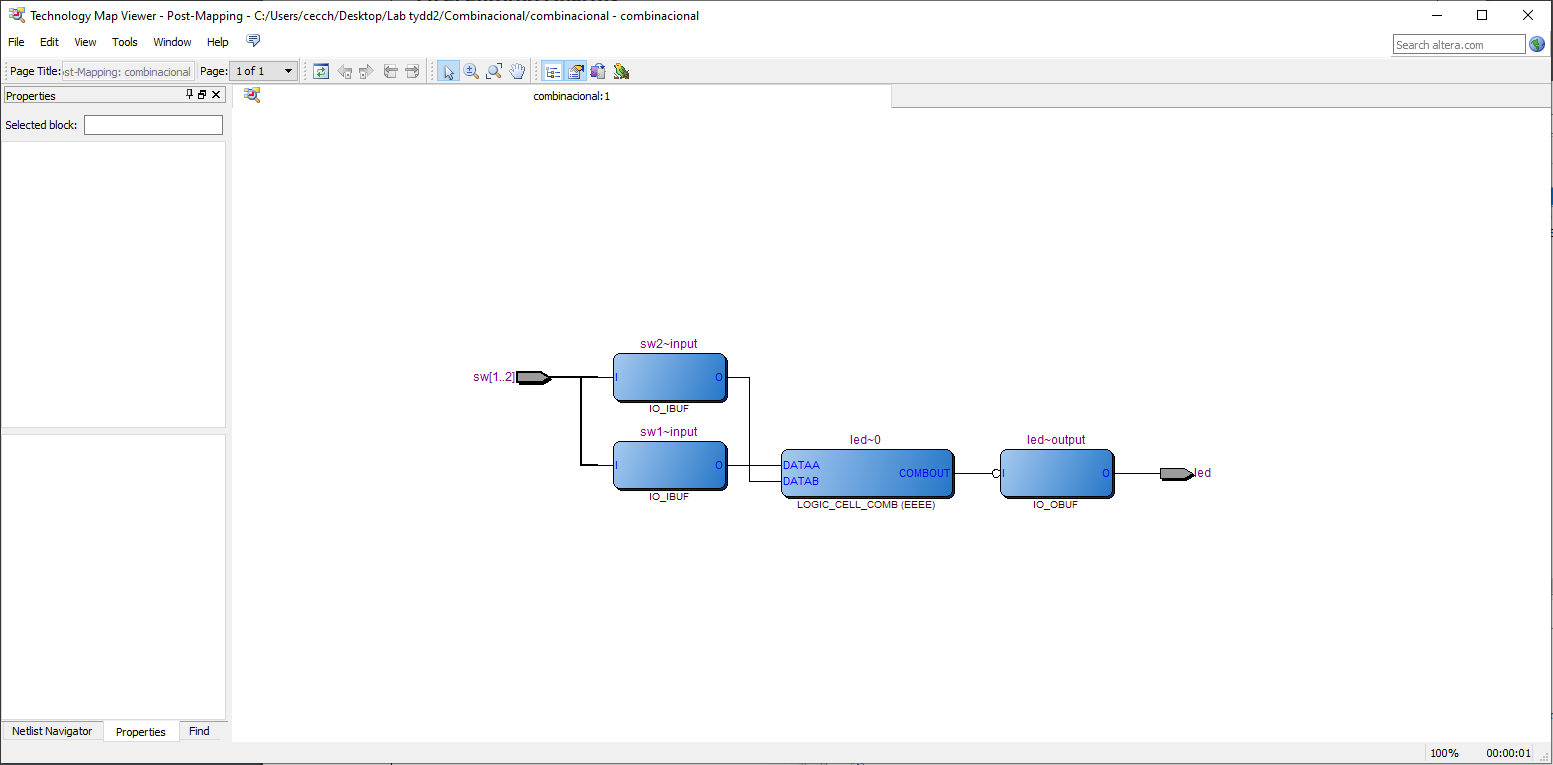 Technology Map Viewer - Post-Mapping - C:/Users/cecch/Desktop/Lab tydd2/Combinacional/combinacional - combinacional
File Edit View Tools Window Help
Search altera.com
Page Title: st-Mapping: combinacional Page: 1 of 1
Properties
combinacional:1
Selected block:
sw2~input
sw[1..2]
I O
IO_IBUF
sw1~input
I O
IO_IBUF
led~0
DATAA
DATAB
COMBOUT
LOGIC_CELL_COMB (EEEE)
led~output
I O
IO_OBUF
led
Netlist Navigator Properties Find
100% 00:00:01